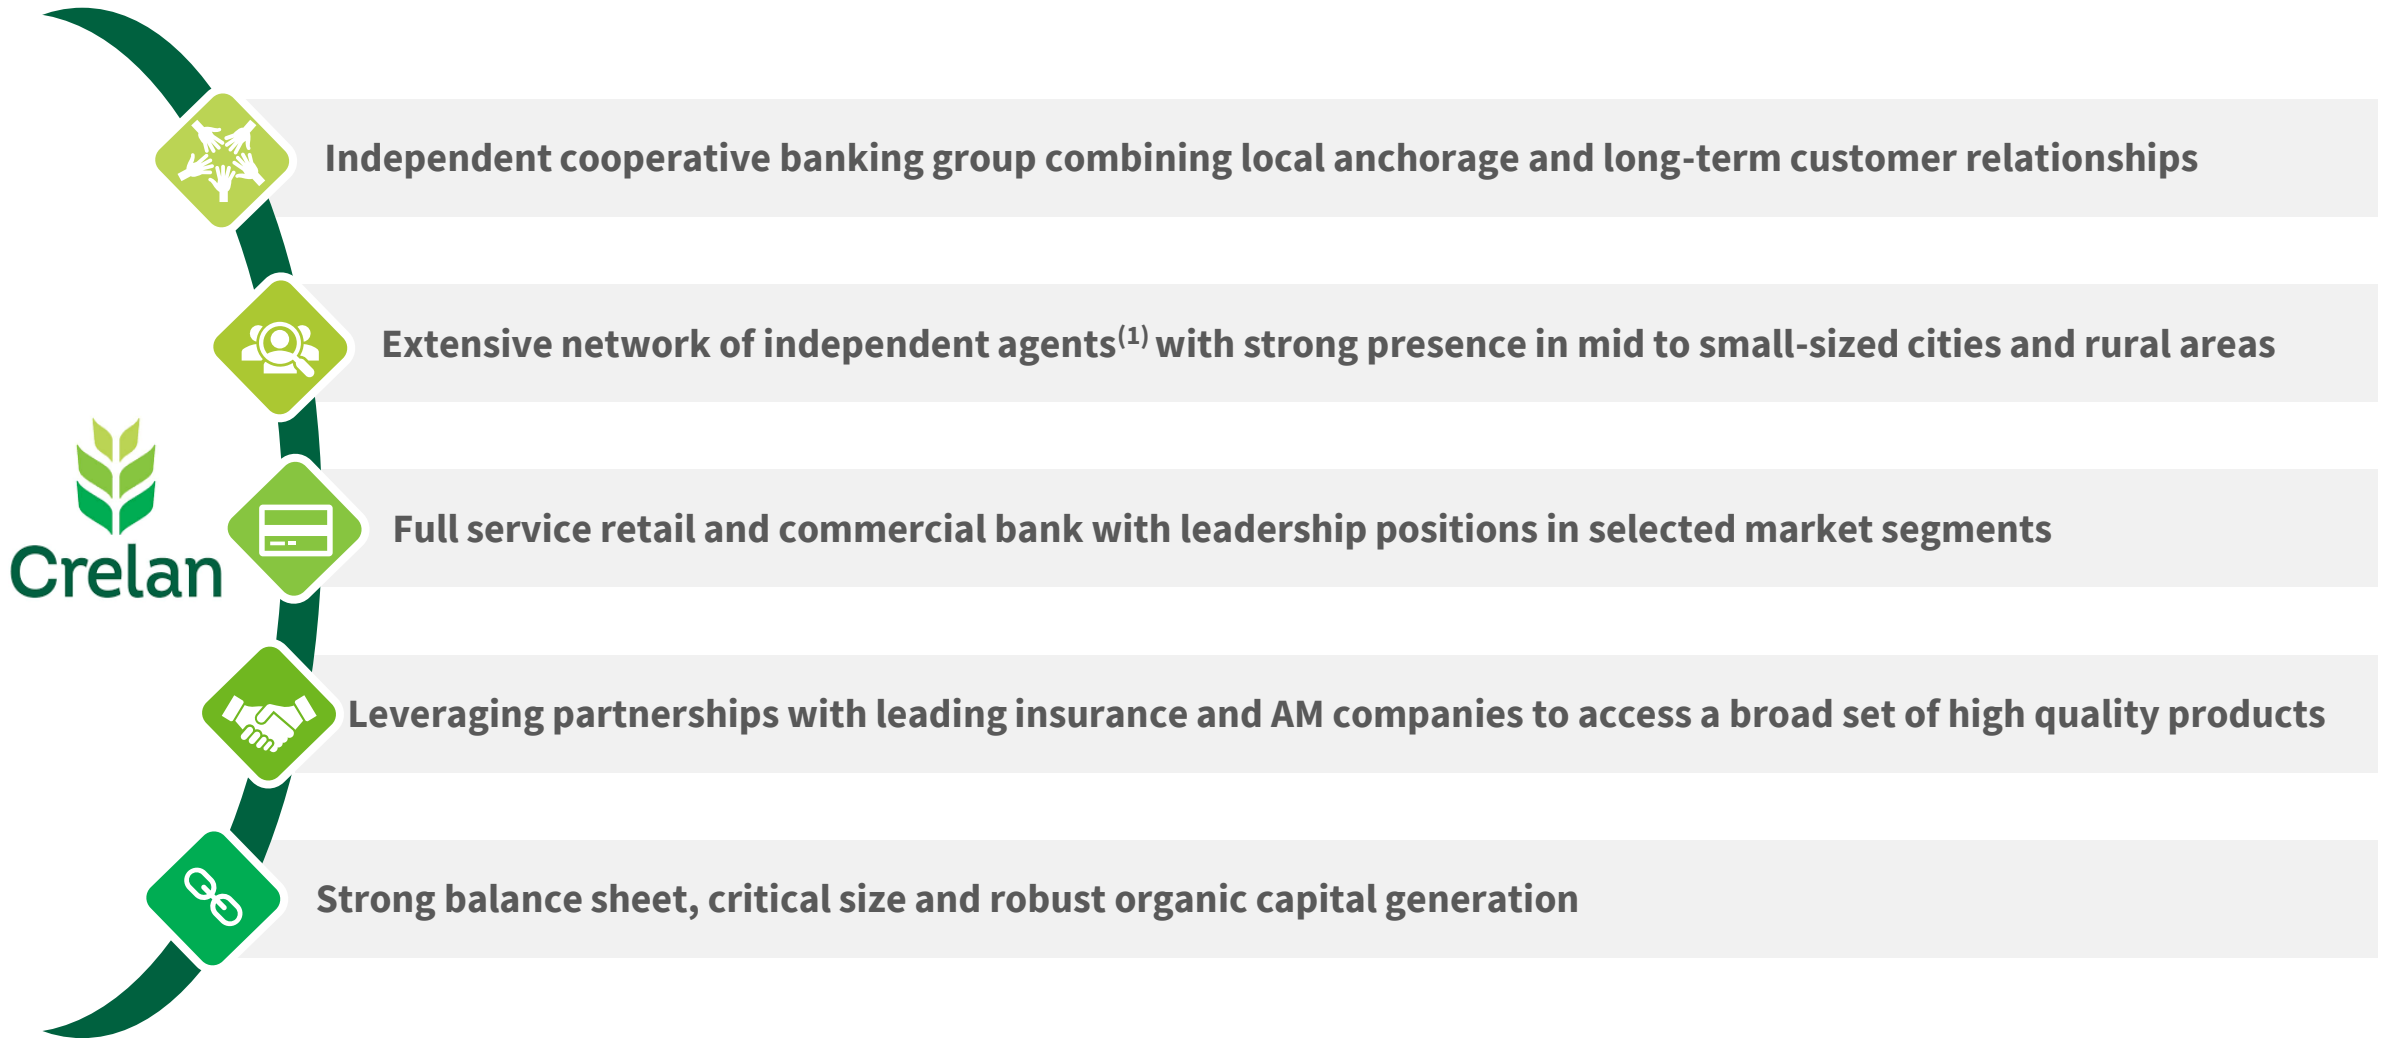 Independent cooperative banking group combining local anchorage and long-term customer relationships
Extensive network of independent agents(1) with strong presence in mid to small-sized cities and rural areas
Crelan
Full service retail and commercial bank with leadership positions in selected market segments
Leveraging partnerships with leading insurance and AM companies to access a broad set of high quality products
Strong balance sheet, critical size and robust organic capital generation